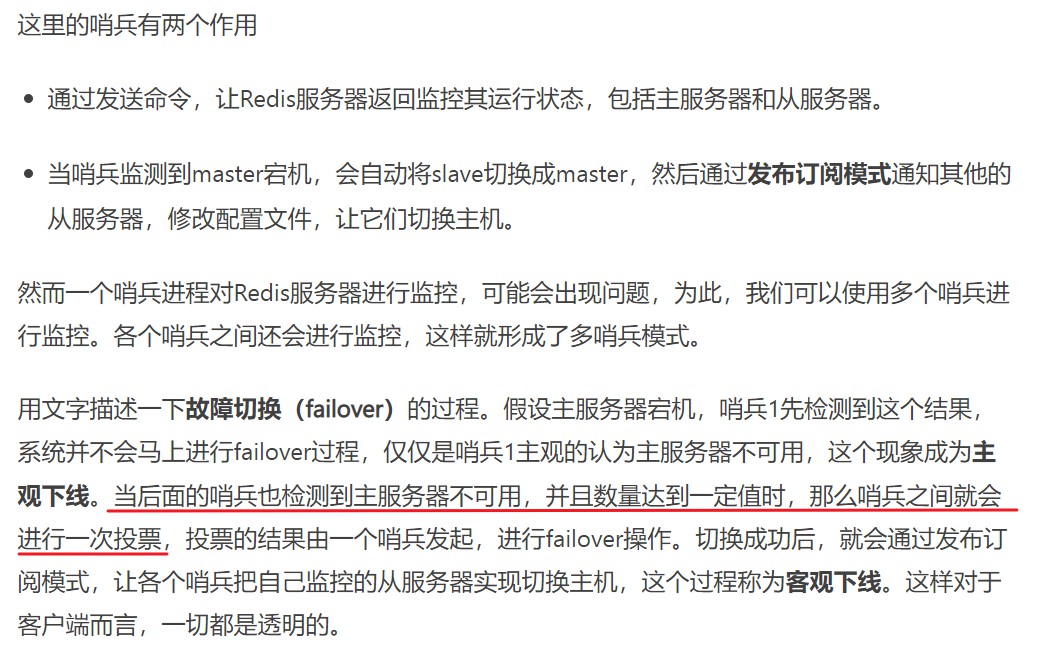 这里的哨兵有两个作用
• 通过发送命令，让Redis服务器返回监控其运行状态，包括主服务器和从服务器。
• 当哨兵监测到master宕机，会自动将slave切换成master，然后通过发布订阅模式通知其他的
从服务器，修改配置文件，让它们切换主机。
然而一个哨兵进程对Redis服务器进行监控，可能会出现问题，为此，我们可以使用多个哨兵进
行监控。各个哨兵之间还会进行监控，这样就形成了多哨兵模式。
用文字描述一下故障切换（failover）的过程。假设主服务器宕机，哨兵1先检测到这个结果，
系统并不会马上进行failover过程，仅仅是哨兵1主观的认为主服务器不可用，这个现象成为主
观下线。当后面的哨兵也检测到主服务器不可用，并且数量达到一定值时，那么哨兵之间就会
进行一次投票，投票的结果由一个哨兵发起，进行failover操作。切换成功后，就会通过发布订
阅模式，让各个哨兵把自己监控的从服务器实现切换主机，这个过程称为客观下线。这样对于
客户端而言，一切都是透明的。